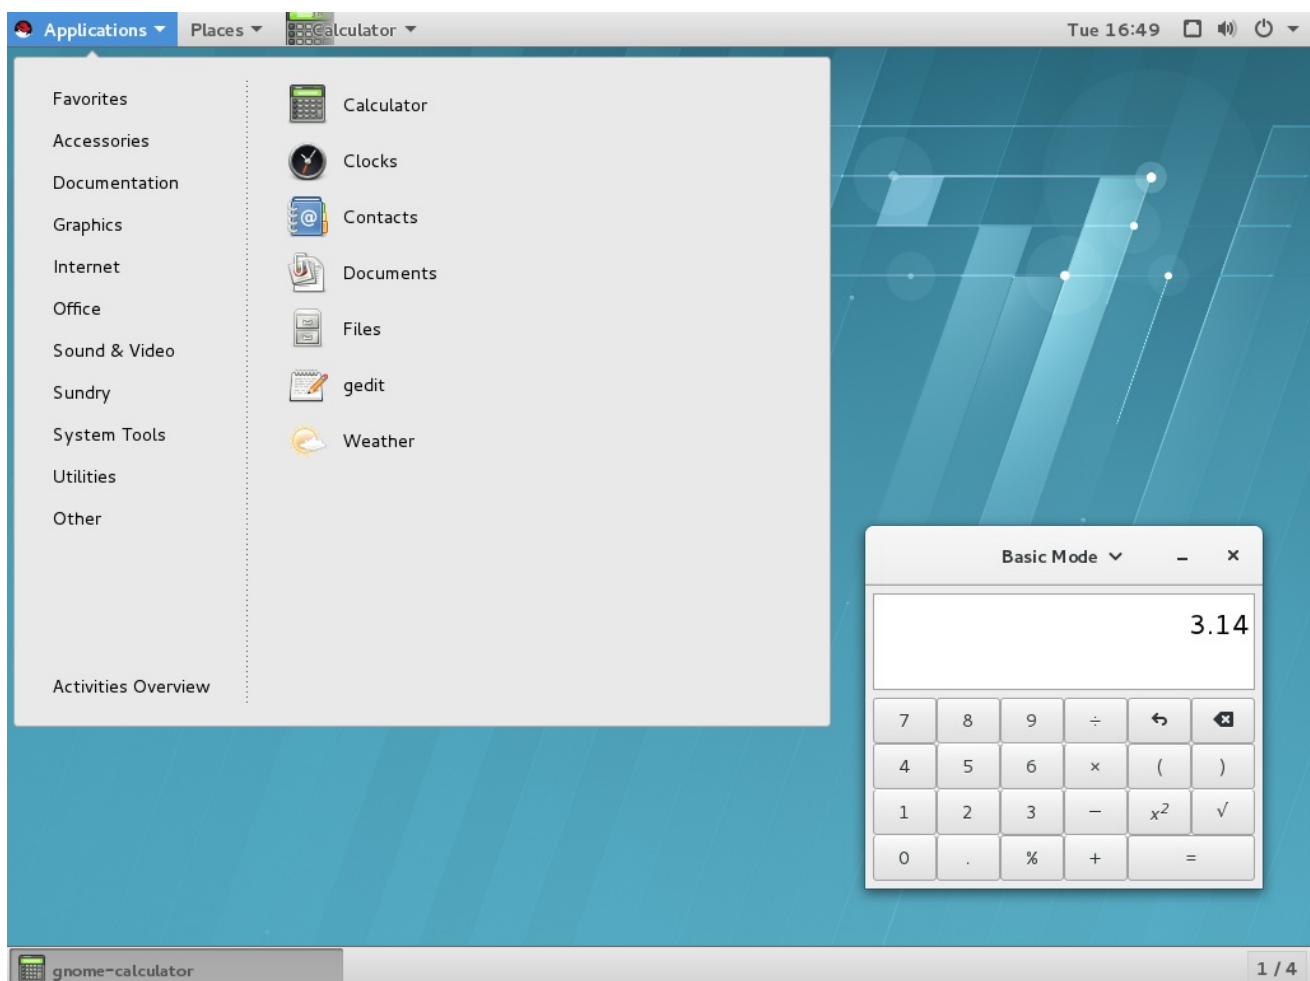 Applications Places Calculator Tue 16:49
Favorites
Accessories
Documentation
Graphics
Internet
Office
Sound & Video
Sundry
System Tools
Utilities
Other
Activities Overview
Calculator
Clocks
Contacts
Documents
Files
gedit
Weather
Basic Mode
3.14
7 8 9 ÷
4 5 6 × ( )
1 2 3 − x² √
0 . % + =
gnome-calculator
1 / 4